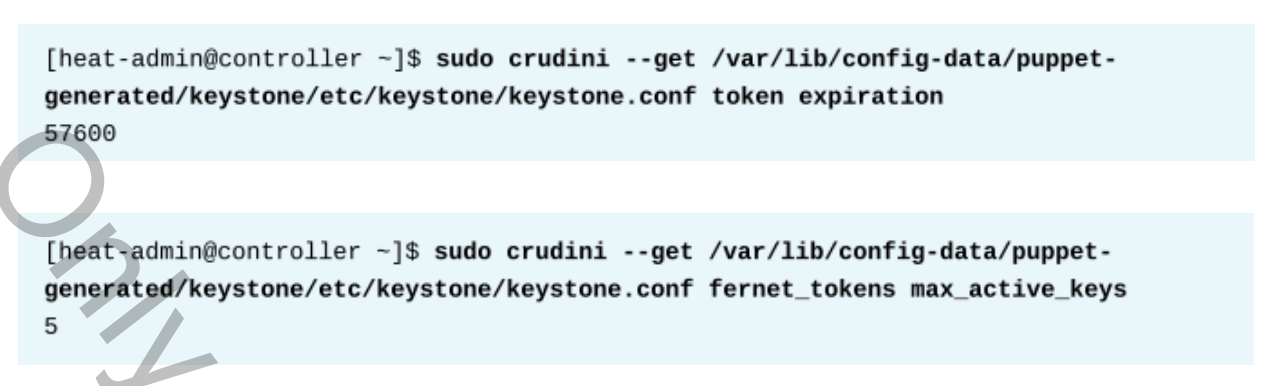 [heat-admin@controller ~]$ sudo crudini --get /var/lib/config-data/puppet-
generated/keystone/etc/keystone/keystone.conf token expiration
57600
[heat-admin@controller ~]$ sudo crudini --get /var/lib/config-data/puppet-
generated/keystone/etc/keystone/keystone.conf fernet_tokens max_active_keys
5
Only